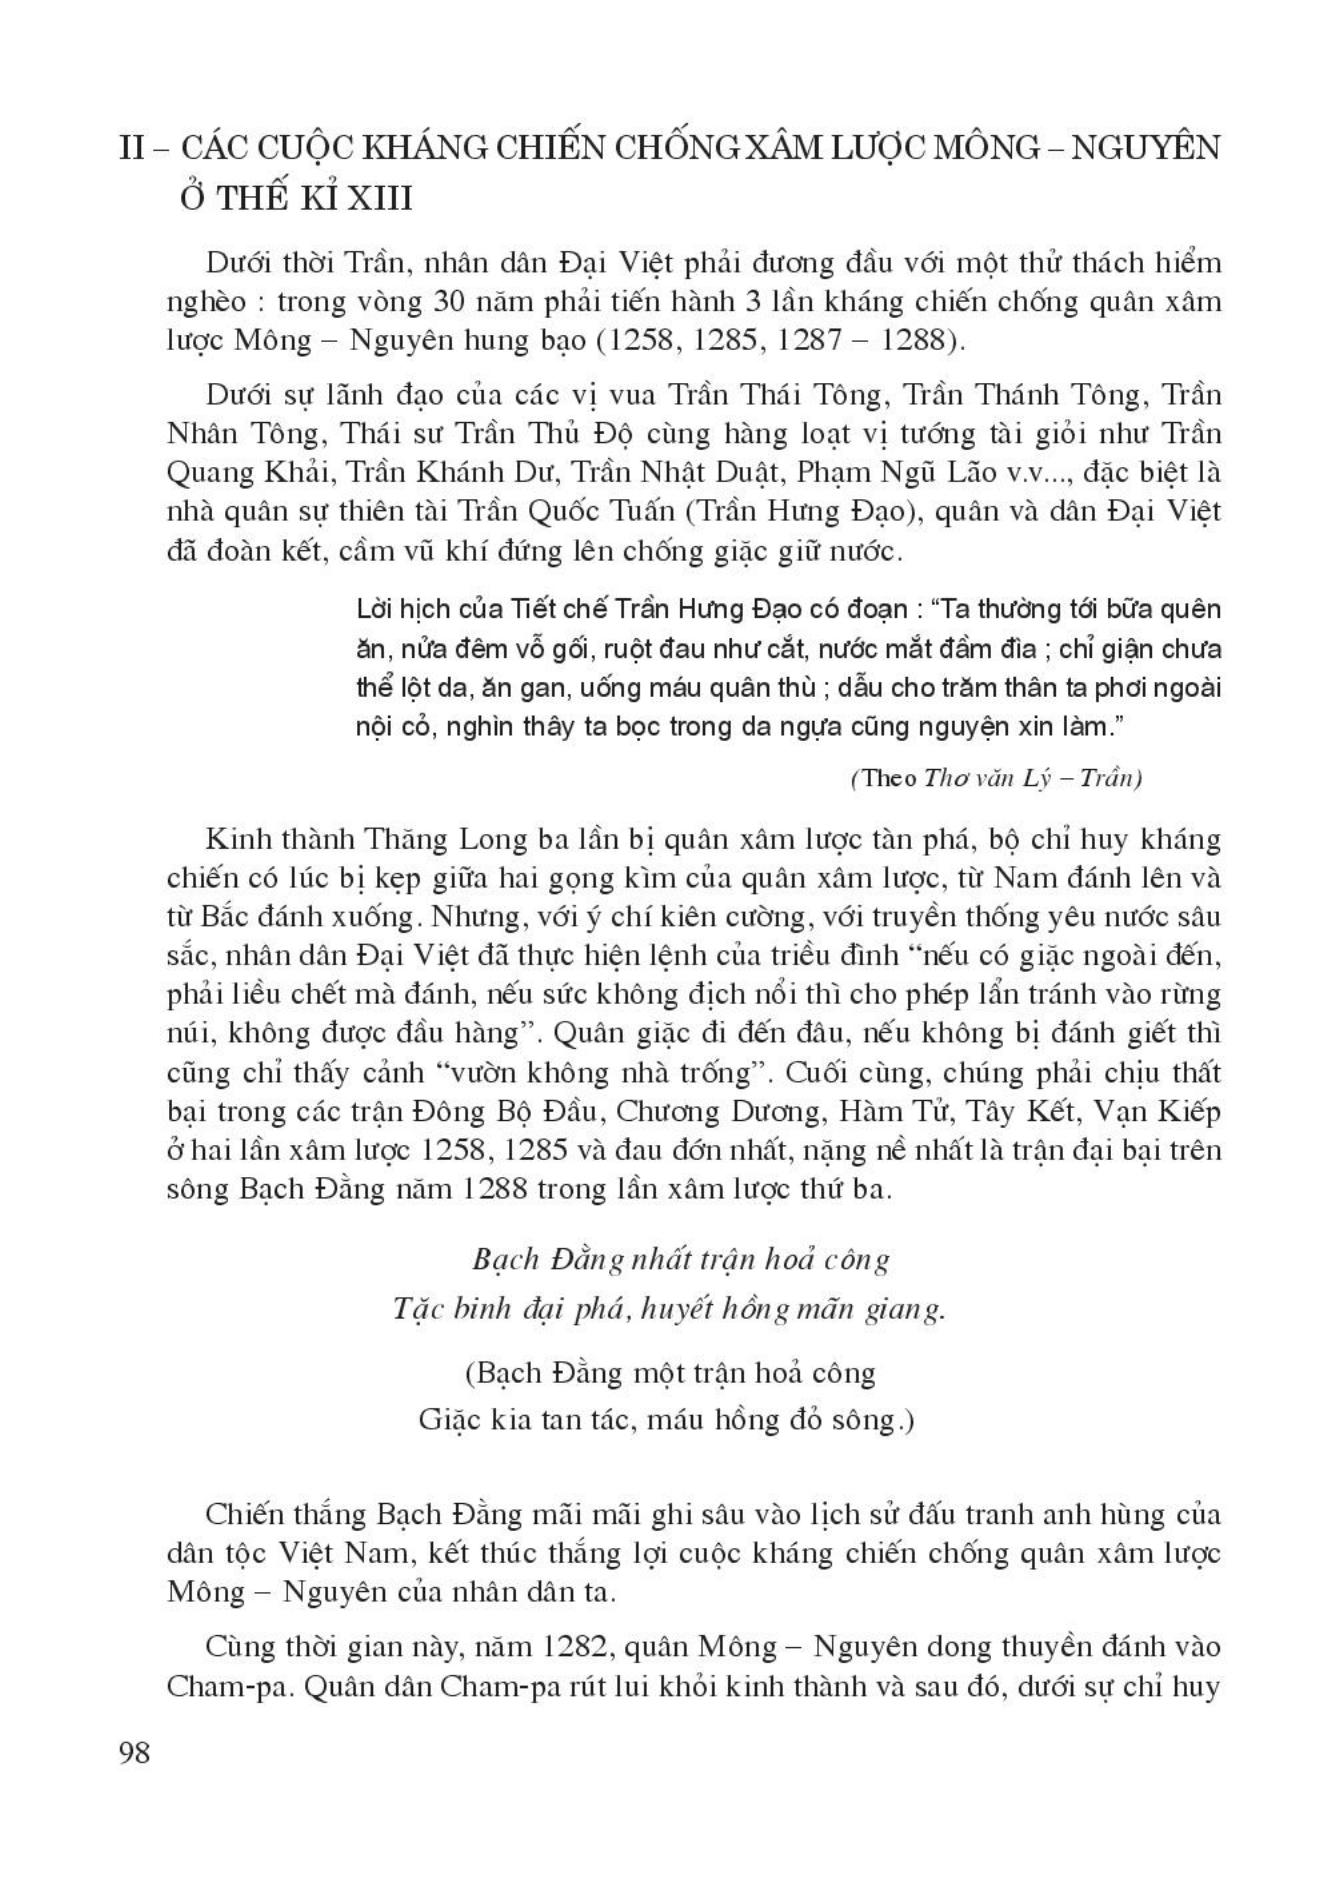 II – CÁC CUỘC KHÁNG CHIẾN CHỐNG XÂM LƯỢC MÔNG – NGUYÊN
Ở THẾ KỈ XIII
Dưới thời Trần, nhân dân Đại Việt phải đương đầu với một thử thách hiểm
nghèo : trong vòng 30 năm phải tiến hành 3 lần kháng chiến chống quân xâm
lược Mông – Nguyên hung bạo (1258, 1285, 1287 – 1288).
Dưới sự lãnh đạo của các vị vua Trần Thái Tông, Trần Thánh Tông, Trần
Nhân Tông, Thái sư Trần Thủ Độ cùng hàng loạt vị tướng tài giỏi như Trần
Quang Khải, Trần Khánh Dư, Trần Nhật Duật, Phạm Ngũ Lão v.v..., đặc biệt là
nhà quân sự thiên tài Trần Quốc Tuấn (Trần Hưng Đạo), quân và dân Đại Việt
đã đoàn kết, cầm vũ khí đứng lên chống giặc giữ nước.
Lời hịch của Tiết chế Trần Hưng Đạo có đoạn : “Ta thường tới bữa quên
ăn, nửa đêm vỗ gối, ruột đau như cắt, nước mắt đầm đìa ; chỉ giận chưa
thể lột da, ăn gan, uống máu quân thù ; dẫu cho trăm thân ta phơi ngoài
nội cỏ, nghìn thây ta bọc trong da ngựa cũng nguyện xin làm.”
(Theo Thơ văn Lý – Trần)
Kinh thành Thăng Long ba lần bị quân xâm lược tàn phá, bộ chỉ huy kháng
chiến có lúc bị kẹp giữa hai gọng kìm của quân xâm lược, từ Nam đánh lên và
từ Bắc đánh xuống. Nhưng, với ý chí kiên cường, với truyền thống yêu nước sâu
sắc, nhân dân Đại Việt đã thực hiện lệnh của triều đình “nếu có giặc ngoài đến,
phải liều chết mà đánh, nếu sức không địch nổi thì cho phép lẩn tránh vào rừng
núi, không được đầu hàng”. Quân giặc đi đến đâu, nếu không bị đánh giết thì
cũng chỉ thấy cảnh “vườn không nhà trống”. Cuối cùng, chúng phải chịu thất
bại trong các trận Đông Bộ Đầu, Chương Dương, Hàm Tử, Tây Kết, Vạn Kiếp
ở hai lần xâm lược 1258, 1285 và đau đớn nhất, nặng nề nhất là trận đại bại trên
sông Bạch Đằng năm 1288 trong lần xâm lược thứ ba.
Bạch Đằng nhất trận hoả công
Tặc binh đại phá, huyết hồng mãn giang.
(Bạch Đằng một trận hoả công
Giặc kia tan tác, máu hồng đỏ sông.)
Chiến thắng Bạch Đằng mãi mãi ghi sâu vào lịch sử đấu tranh anh hùng của
dân tộc Việt Nam, kết thúc thắng lợi cuộc kháng chiến chống quân xâm lược
Mông – Nguyên của nhân dân ta.
Cùng thời gian này, năm 1282, quân Mông – Nguyên dong thuyền đánh vào
Cham-pa. Quân dân Cham-pa rút lui khỏi kinh thành và sau đó, dưới sự chỉ huy
98